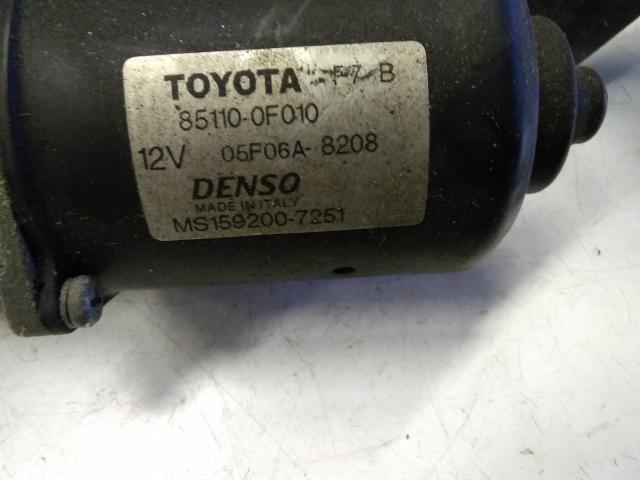 TOYOTA B
85110-0F010
12V 05F06A-8208
DENSO
MADE IN ITALY
MS159200-7251